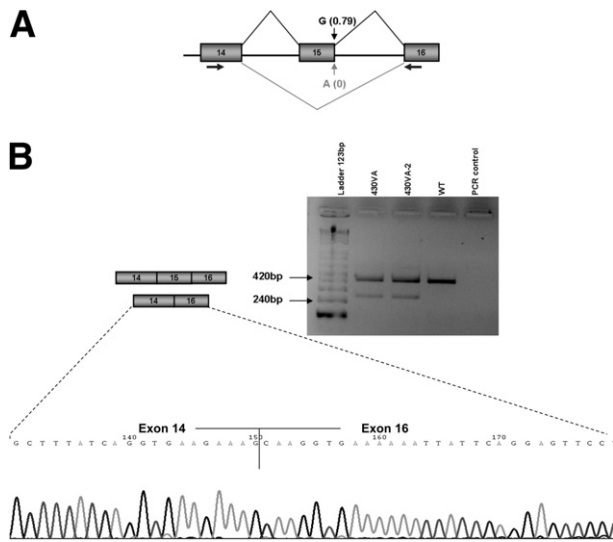 A
G (0.79)
14 15 16
A (0)
B
Ladder 123bp
430VA
430VA-2
WT
PCR control
14 15 16
420bp
14 16
240bp
Exon 14 Exon 16
140 150 160 170
G C T T T A T C A G G T G A A G A A A G C A A G G T G A A A A A T T A T T C A G G A G T T C C